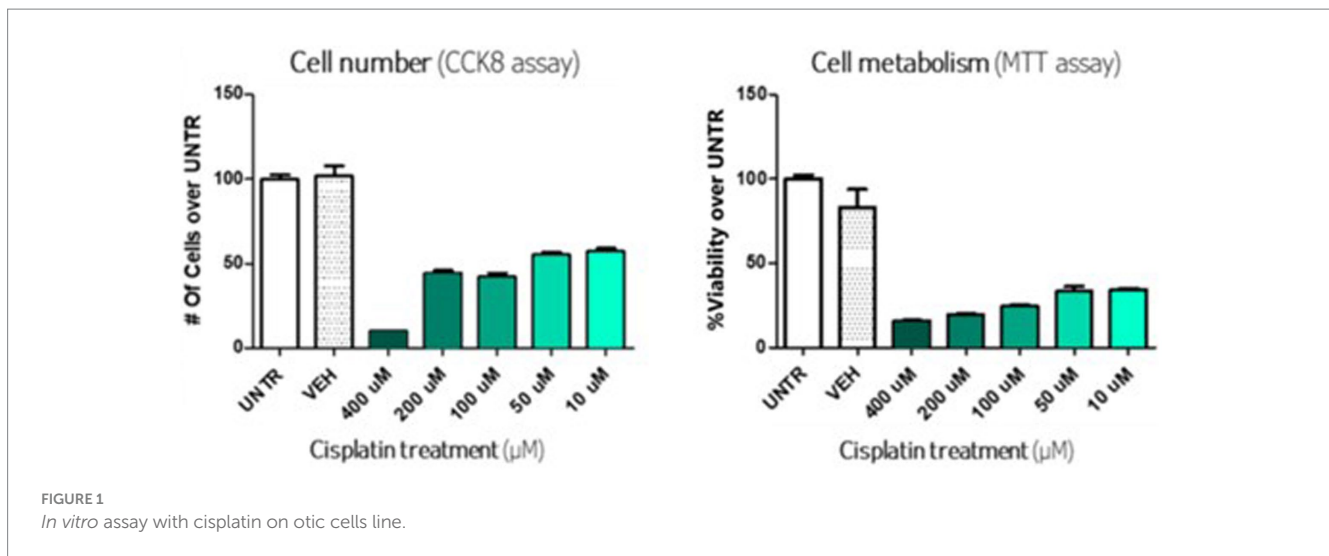 Cell number (CCK8 assay)
# Of Cells over UNTR
150
100
50
0
UNTR
VEH
400 uM
200 uM
100 uM
50 uM
10 uM
Cisplatin treatment (µM)
Cell metabolism (MTT assay)
%Viability over UNTR
150
100
50
0
UNTR
VEH
400 uM
200 uM
100 uM
50 uM
10 uM
Cisplatin treatment (µM)
FIGURE 1
In vitro assay with cisplatin on otic cells line.